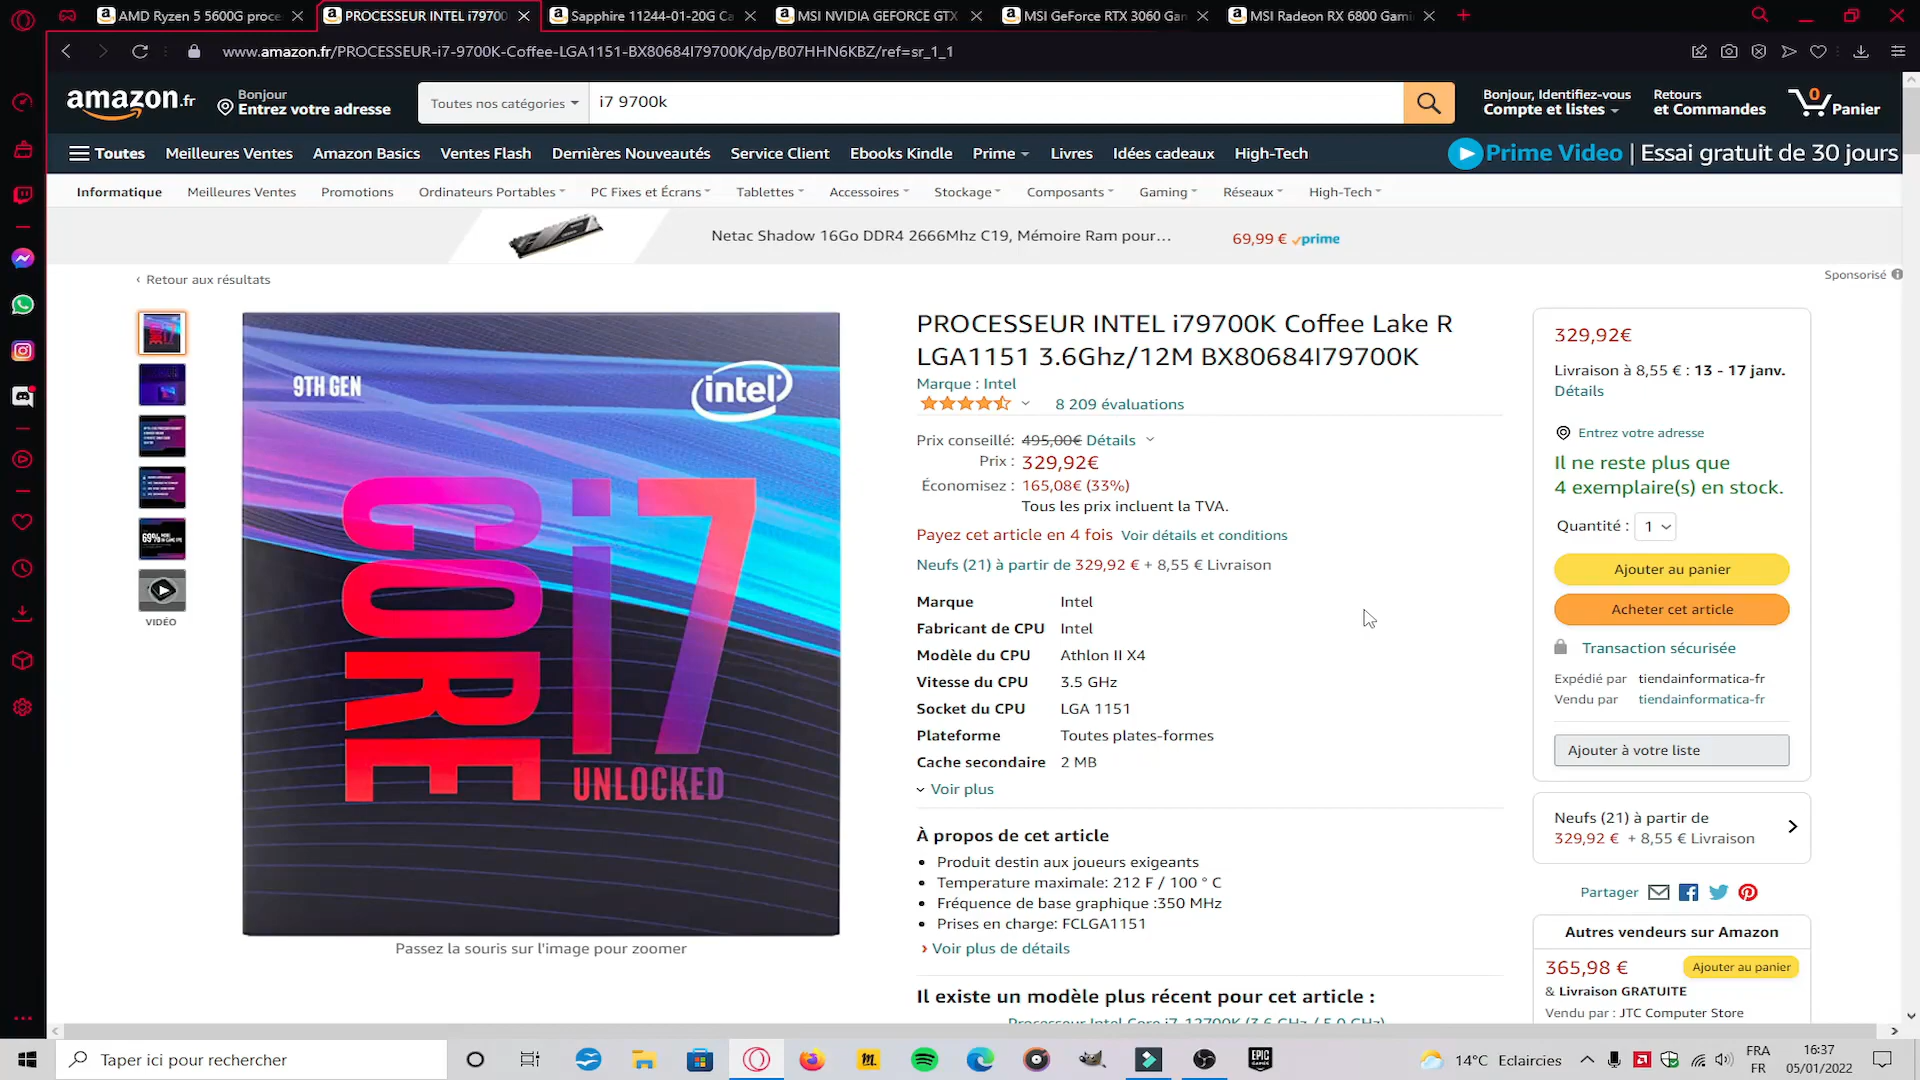 AMD Ryzen 5 5600G proce
PROCESSEUR INTEL i79700
Sapphire 11244-01-20G Ca
MSI NVIDIA GEFORCE GTX
MSI GeForce RTX 3060 Gam
MSI Radeon RX 6800 Gami
www.amazon.fr/PROCESSEUR-i7-9700K-Coffee-LGA1151-BX80684I79700K/dp/B07HHN6KBZ/ref=sr_1_1
amazon.fr
Bonjour
Entrez votre adresse
Toutes nos catégories
i7 9700k
Bonjour, Identifiez-vous
Compte et listes
Retours
et Commandes
0
Panier
Toutes
Meilleures Ventes
Amazon Basics
Ventes Flash
Dernières Nouveautés
Service Client
Ebooks Kindle
Prime
Livres
Idées cadeaux
High-Tech
Prime Video | Essai gratuit de 30 jours
Informatique
Meilleures Ventes
Promotions
Ordinateurs Portables
PC Fixes et Écrans
Tablettes
Accessoires
Stockage
Composants
Gaming
Réseaux
High-Tech
Netac Shadow 16Go DDR4 2666Mhz C19, Mémoire Ram pour…
69,99 € prime
‹ Retour aux résultats
Sponsorisé
9TH GEN
intel
CORE
i7
UNLOCKED
VIDÉO
Passez la souris sur l'image pour zoomer
PROCESSEUR INTEL i79700K Coffee Lake R
LGA1151 3.6Ghz/12M BX80684I79700K
Marque : Intel
8 209 évaluations
Prix conseillé: 495,00€ Détails
Prix : 329,92€
Économisez : 165,08€ (33%)
Tous les prix incluent la TVA.
Payez cet article en 4 fois Voir détails et conditions
Neufs (21) à partir de 329,92 € + 8,55 € Livraison
Marque Intel
Fabricant de CPU Intel
Modèle du CPU Athlon II X4
Vitesse du CPU 3.5 GHz
Socket du CPU LGA 1151
Plateforme Toutes plates-formes
Cache secondaire 2 MB
Voir plus
À propos de cet article
Produit destin aux joueurs exigeants
Temperature maximale: 212 F / 100 ° C
Fréquence de base graphique :350 MHz
Prises en charge: FCLGA1151
› Voir plus de détails
Il existe un modèle plus récent pour cet article :
Processeur Intel Core i7-12700K (3,6 GHz / 5,0 GHz)
329,92€
Livraison à 8,55 € : 13 - 17 janv.
Détails
Entrez votre adresse
Il ne reste plus que
4 exemplaire(s) en stock.
Quantité : 1
Ajouter au panier
Acheter cet article
Transaction sécurisée
Expédié par tiendainformatica-fr
Vendu par tiendainformatica-fr
Ajouter à votre liste
Neufs (21) à partir de
329,92 € + 8,55 € Livraison
Partager
Autres vendeurs sur Amazon
365,98 €
Ajouter au panier
& Livraison GRATUITE
Vendu par : JTC Computer Store
Taper ici pour rechercher
m.
EPIC
GAMES
14°C Eclaircies
FRA
FR
16:37
05/01/2022